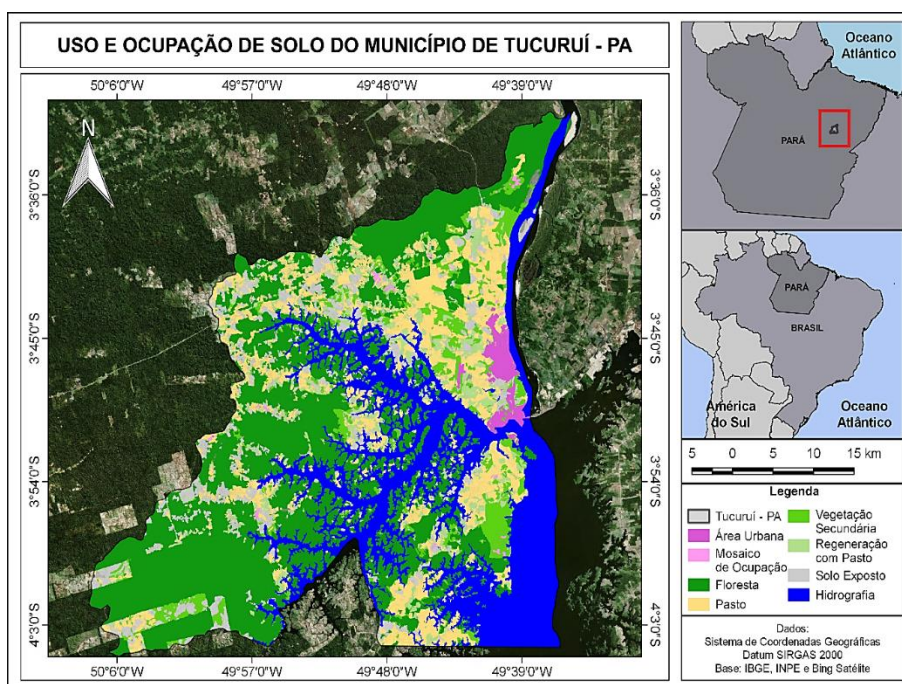 USO E OCUPAÇÃO DE SOLO DO MUNICÍPIO DE TUCURUÍ - PA
50°6'0"W 49°57'0"W 49°48'0"W 49°39'0"W
N
3°36'0"S
3°45'0"S
3°54'0"S
4°3'0"S
3°36'0"S
3°45'0"S
3°54'0"S
4°3'0"S
50°6'0"W 49°57'0"W 49°48'0"W 49°39'0"W
Oceano
Atlântico
PARÁ
PARÁ
BRASIL
América
do Sul
Oceano
Atlântico
5 0 5 10 15 km
Legenda
Tucuruí - PA
Área Urbana
Mosaico
de Ocupação
Floresta
Pasto
Vegetação
Secundária
Regeneração
com Pasto
Solo Exposto
Hidrografia
Dados:
Sistema de Coordenadas Geográficas
Datum SIRGAS 2000
Base: IBGE, INPE e Bing Satélite